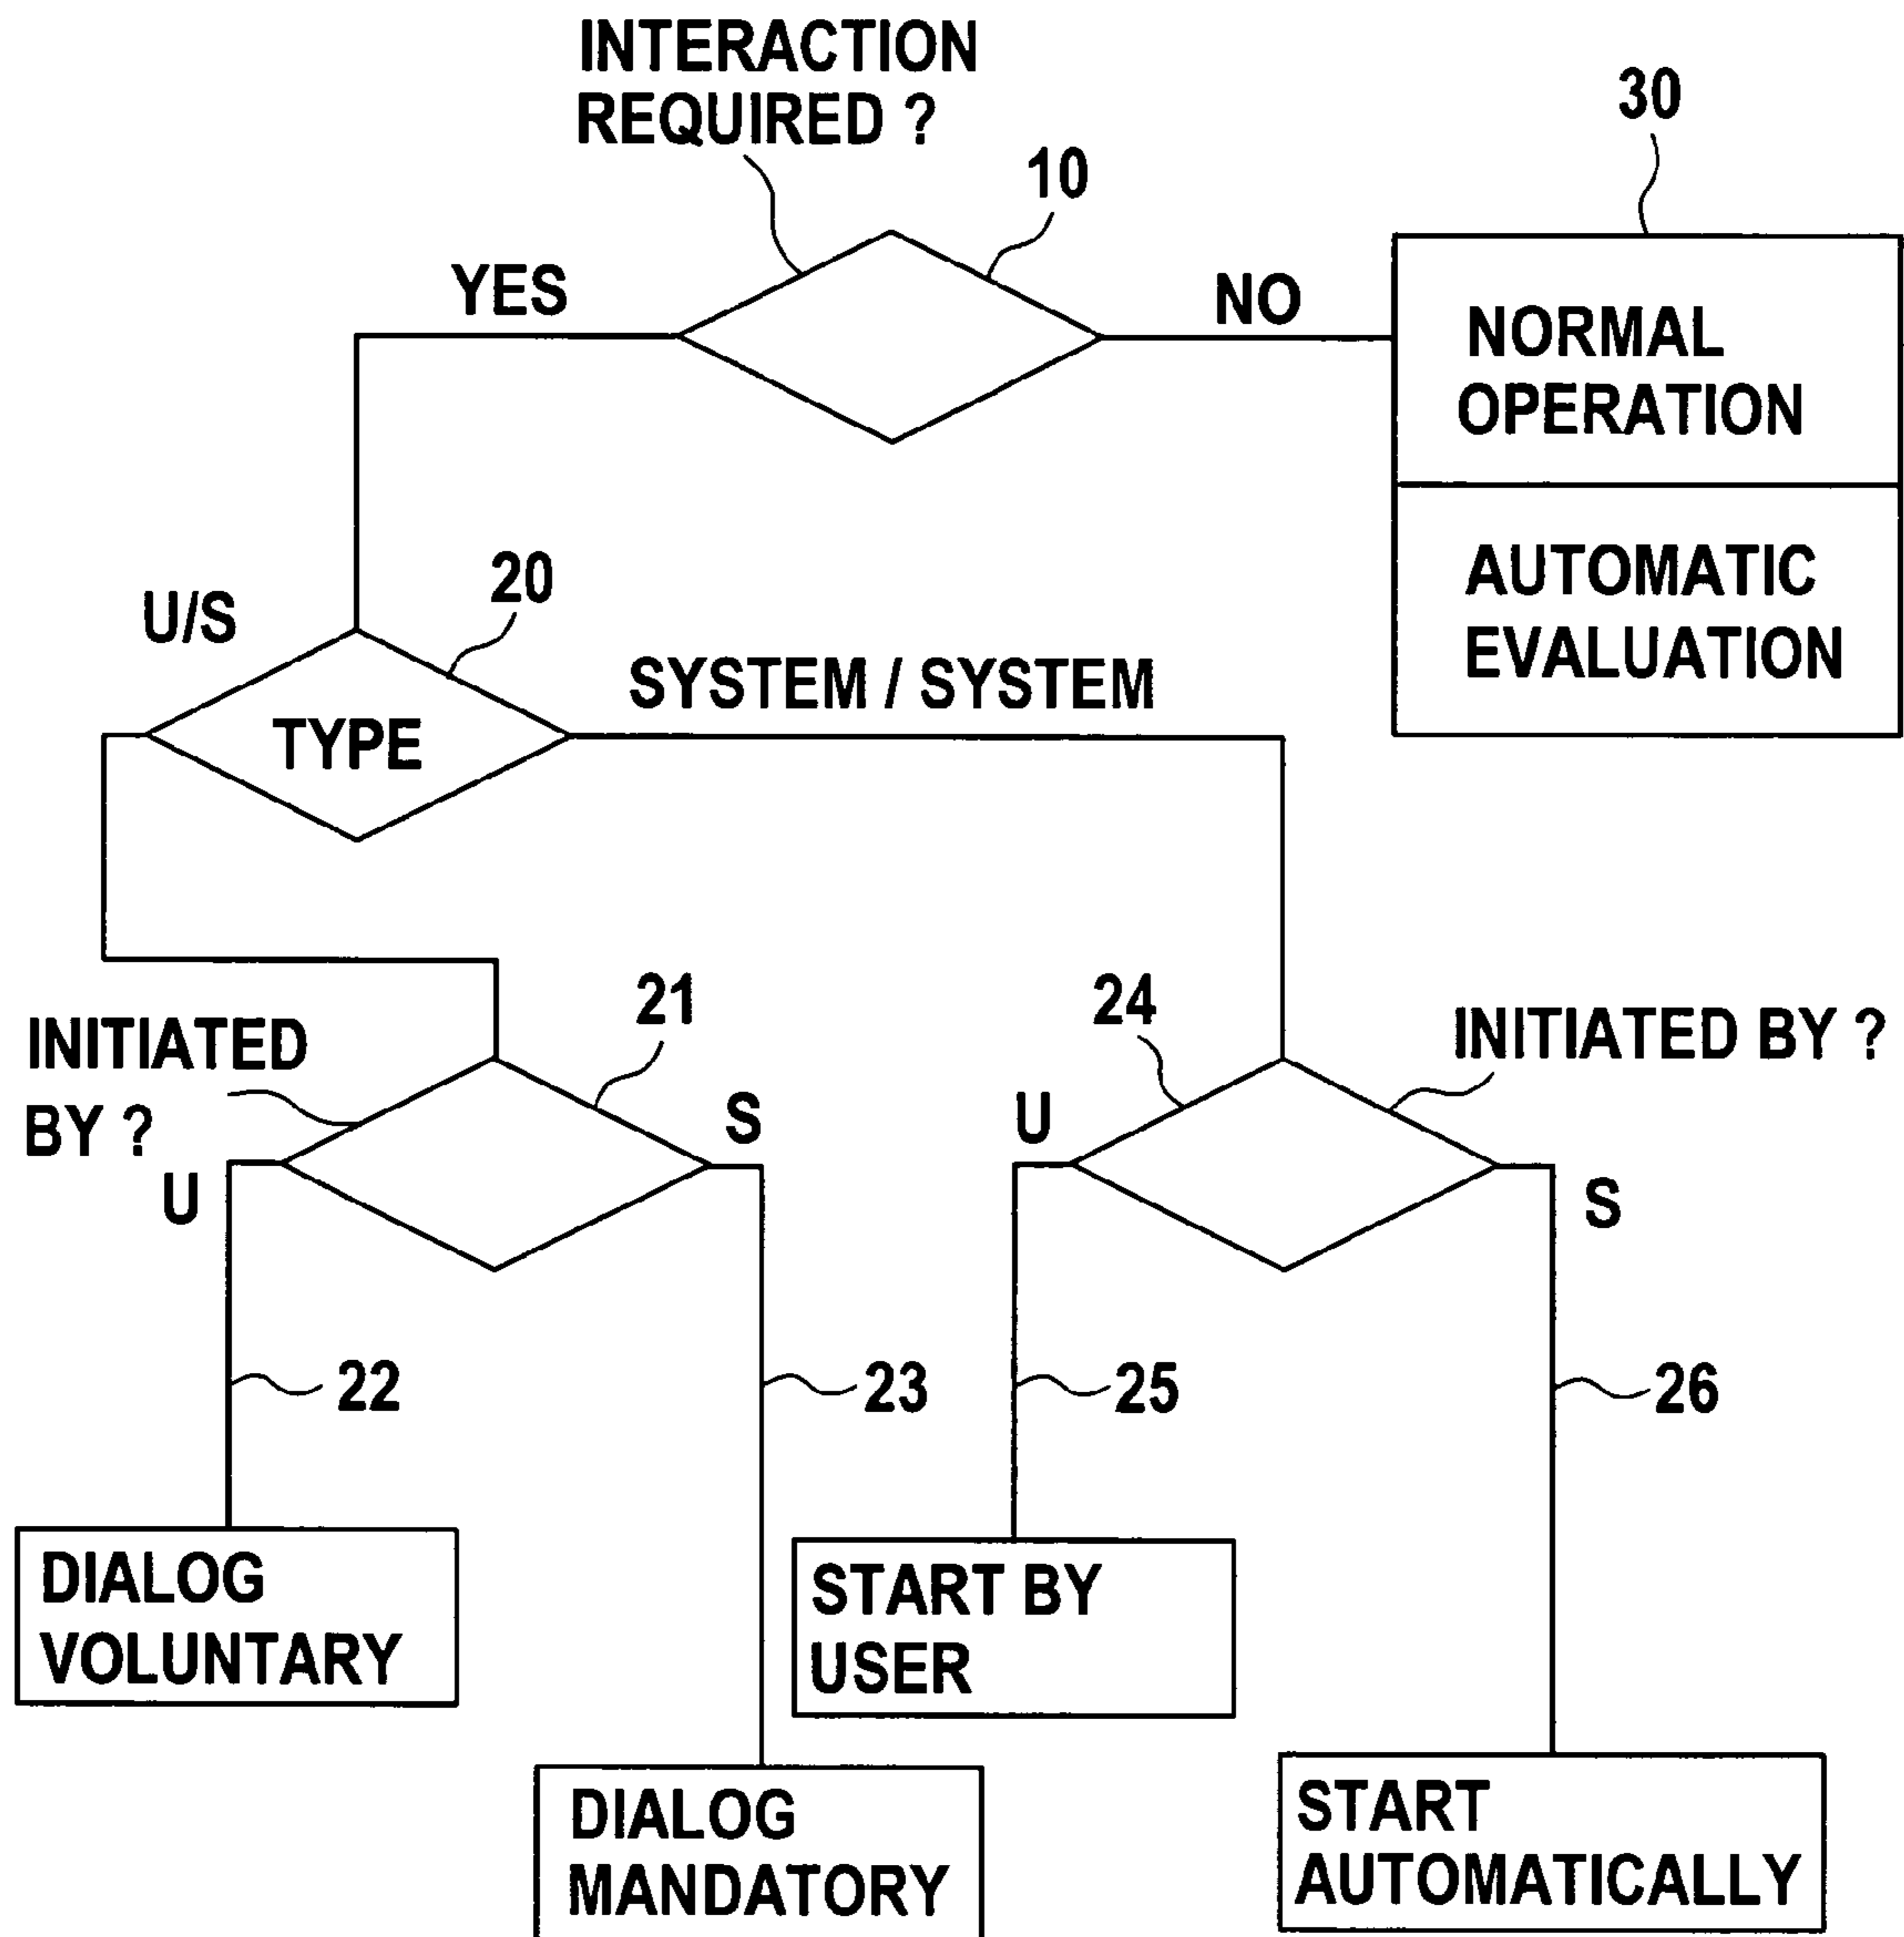 INTERACTION
REQUIRED ?
10
30
YES
NO
NORMAL
OPERATION
AUTOMATIC
EVALUATION
U/S
20
SYSTEM / SYSTEM
TYPE
INITIATED
BY ?
21
24
INITIATED BY ?
U
S
U
S
22
23
25
26
DIALOG
VOLUNTARY
START BY
USER
DIALOG
MANDATORY
START
AUTOMATICALLY